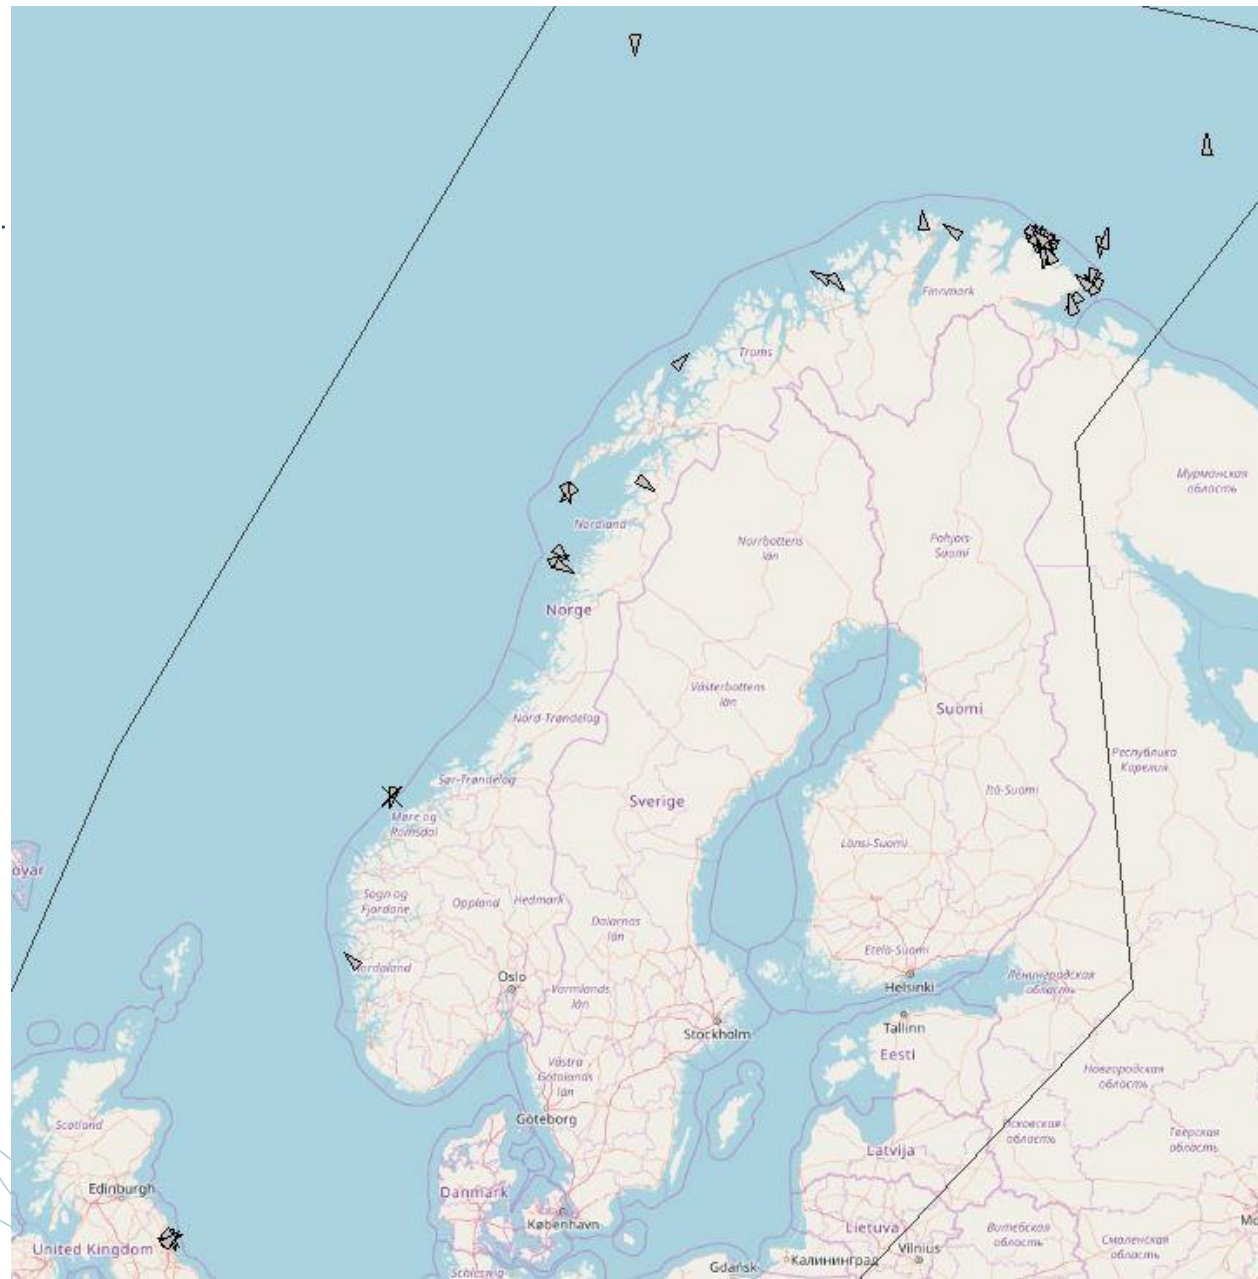 Finnmark
Troms
Мурманская
область
Nordland
Norrbottens
län
Pohjois-
Suomi
Norge
Västerbottens
län
Suomi
Nord-Trøndelag
Республика
Карелия
Sør-Trøndelag
Itä-Suomi
Sverige
Møre og
Romsdal
Länsi-Suomi
oyar
Sogn og
Fjordane
Oppland
Hedmark
Dalarnas
län
Etelä-Suomi
ordaland
Oslo
Ленинградская
область
Helsinki
Värmlands
län
Tallinn
Stockholm
Eesti
Västra
Götalands
län
Новгородская
область
Göteborg
Scotland
Псковская
область
Тверская
область
Latvija
Edinburgh
Danmark
København
Lietuva
Витебская
область
Мо
United Kingdom
Vilnius
Смоленская
область
Калининград
Gdańsk
Schleswig